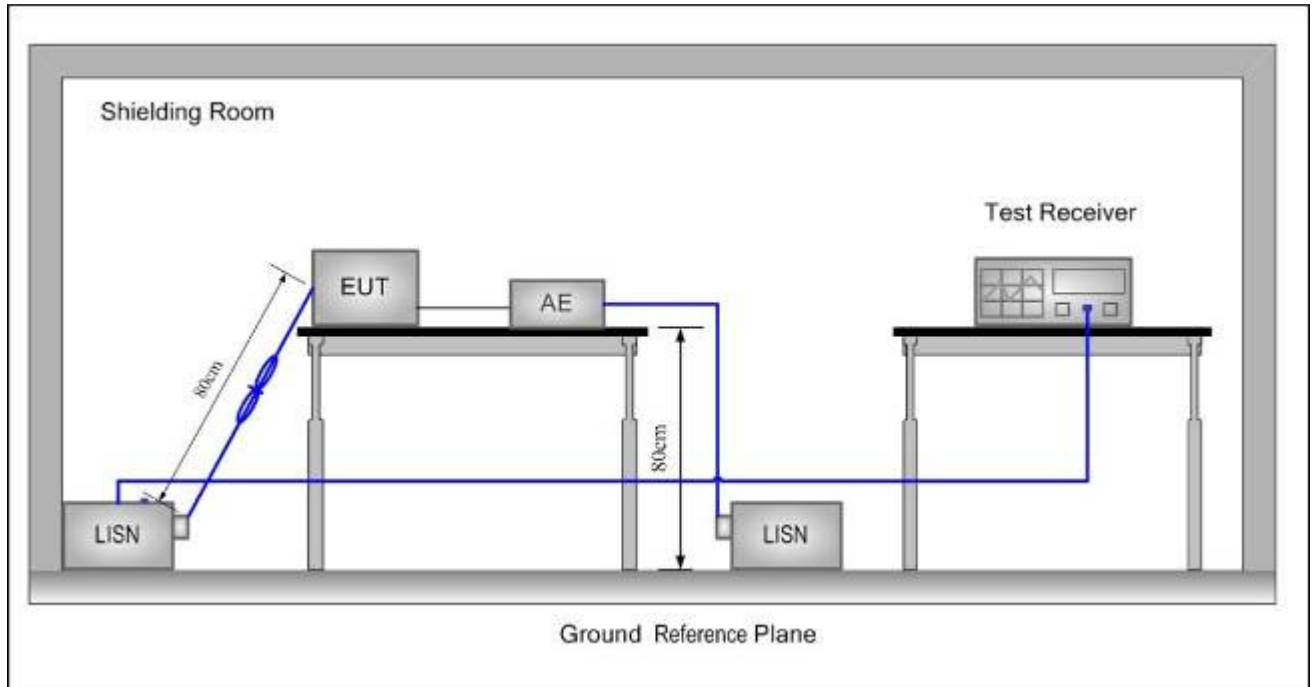 Shielding Room
Test Receiver
EUT
AE
80cm
80cm
LISN
LISN
Ground Reference Plane